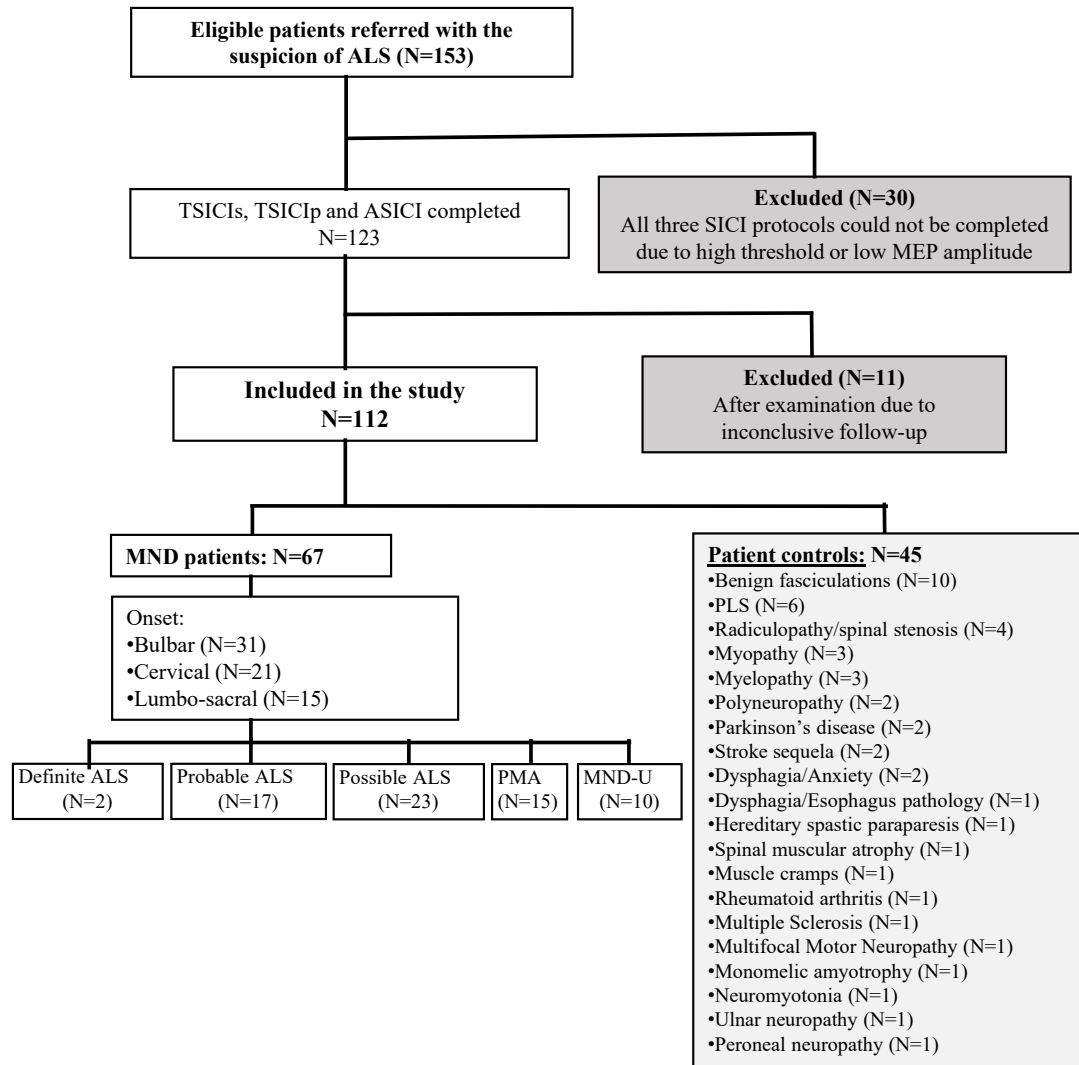 Eligible patients referred with the
suspicion of ALS (N=153)
TSICIs, TSICIp and ASICI completed
N=123
Excluded (N=30)
All three SICI protocols could not be completed
due to high threshold or low MEP amplitude
Included in the study
N=112
Excluded (N=11)
After examination due to
inconclusive follow-up
MND patients: N=67
Onset:
•Bulbar (N=31)
•Cervical (N=21)
•Lumbo-sacral (N=15)
Definite ALS
(N=2)
Probable ALS
(N=17)
Possible ALS
(N=23)
PMA
(N=15)
MND-U
(N=10)
Patient controls: N=45
•Benign fasciculations (N=10)
•PLS (N=6)
•Radiculopathy/spinal stenosis (N=4)
•Myopathy (N=3)
•Myelopathy (N=3)
•Polyneuropathy (N=2)
•Parkinson’s disease (N=2)
•Stroke sequela (N=2)
•Dysphagia/Anxiety (N=2)
•Dysphagia/Esophagus pathology (N=1)
•Hereditary spastic paraparesis (N=1)
•Spinal muscular atrophy (N=1)
•Muscle cramps (N=1)
•Rheumatoid arthritis (N=1)
•Multiple Sclerosis (N=1)
•Multifocal Motor Neuropathy (N=1)
•Monomelic amyotrophy (N=1)
•Neuromyotonia (N=1)
•Ulnar neuropathy (N=1)
•Peroneal neuropathy (N=1)